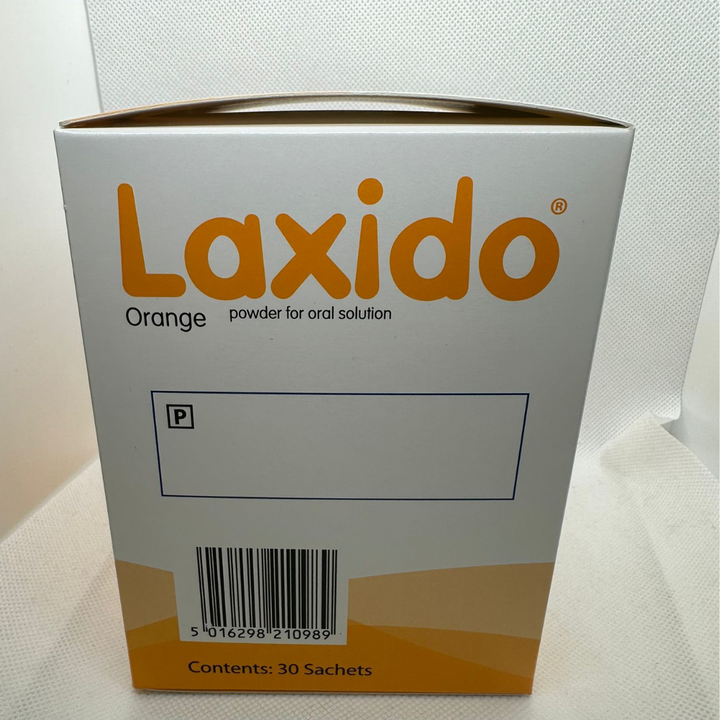 Laxido®
Orange powder for oral solution
P
5 016298 210989
Contents: 30 Sachets